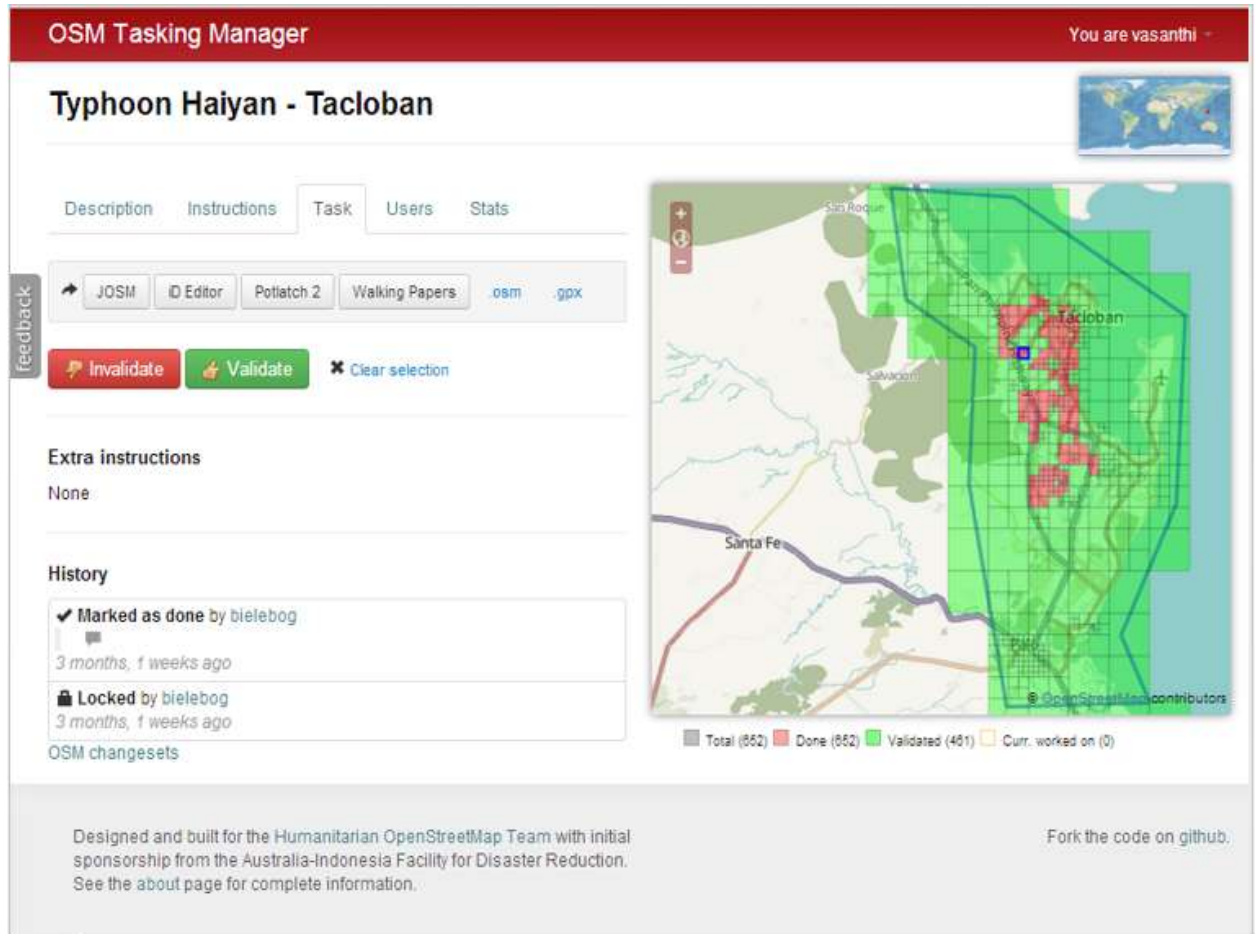 OSM Tasking Manager
You are vasanthi
Typhoon Haiyan - Tacloban
Description Instructions Task Users Stats
JOSM iD Editor Potlatch 2 Walking Papers .osm .gpx
feedback
Invalidate Validate Clear selection
Extra instructions
None
History
Marked as done by bielebog
3 months, 1 weeks ago
Locked by bielebog
3 months, 1 weeks ago
OSM changesets
San Roque
Tacloban
Salvacion
Santa Fe
Palo
© OpenStreetMap contributors
Total (652) Done (652) Validated (461) Curr. worked on (0)
Designed and built for the Humanitarian OpenStreetMap Team with initial
sponsorship from the Australia-Indonesia Facility for Disaster Reduction.
See the about page for complete information.
Fork the code on github.